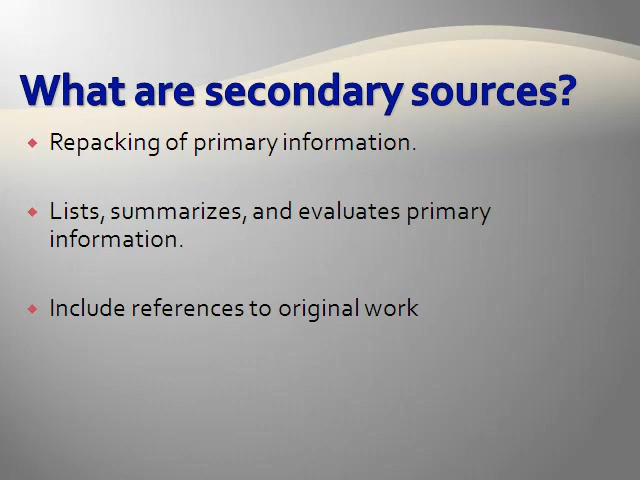 What are secondary sources?
Repacking of primary information.
Lists, summarizes, and evaluates primary
information.
Include references to original work